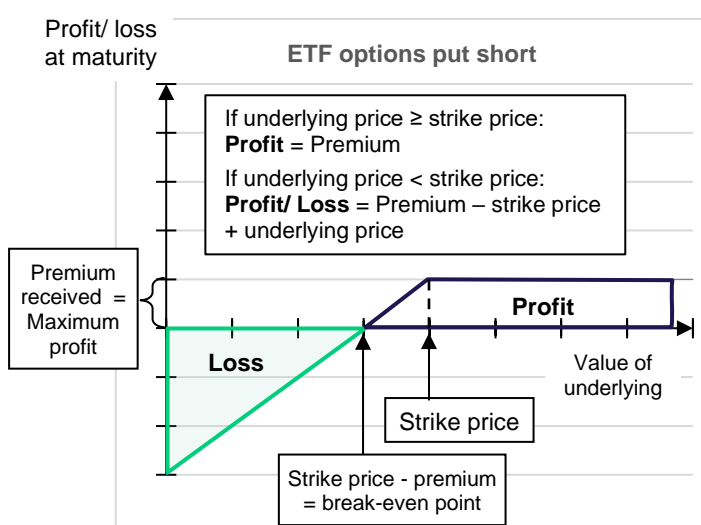 Profit/ loss
at maturity
ETF options put short
If underlying price ≥ strike price:
Profit = Premium
If underlying price < strike price:
Profit/ Loss = Premium – strike price
+ underlying price
Premium
received =
Maximum
profit
Profit
Loss
Value of
underlying
Strike price
Strike price - premium
= break-even point